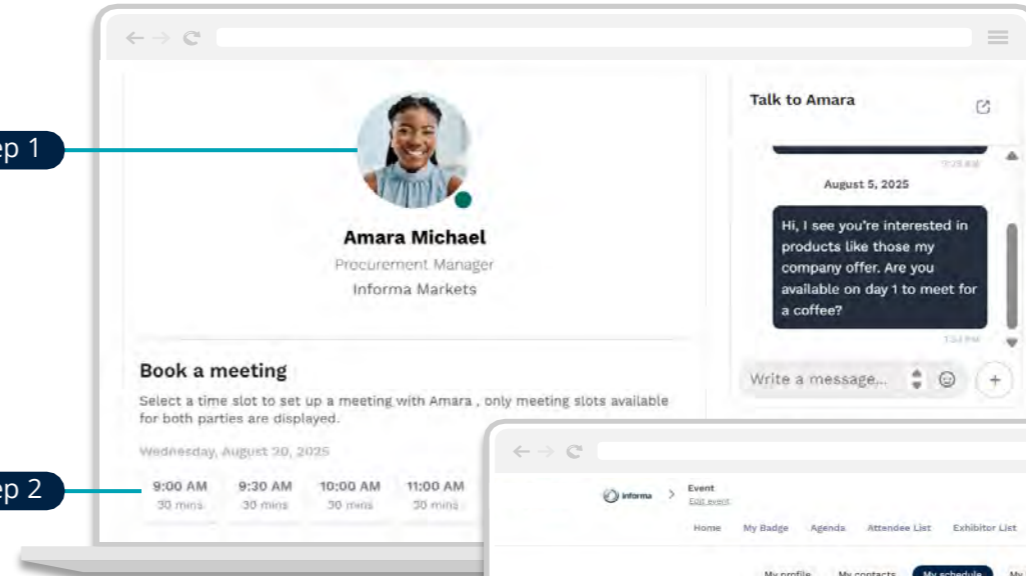 ep 1
Amara Michael
Procurement Manager
Informa Markets
Talk to Amara
August 5, 2025
Hi, I see you're interested in
products like those my
company offer. Are you
available on day 1 to meet for
a coffee?
1:54 PM
Write a message...
Book a meeting
Select a time slot to set up a meeting with Amara , only meeting slots available
for both parties are displayed.
Wednesday, August 20, 2025
ep 2
9:00 AM 9:30 AM 10:00 AM 11:00 AM
30 mins 30 mins 30 mins 30 mins
informa > Event
Edit event
Home My Badge Agenda Attendee List Exhibitor List
My profile My contacts My schedule My